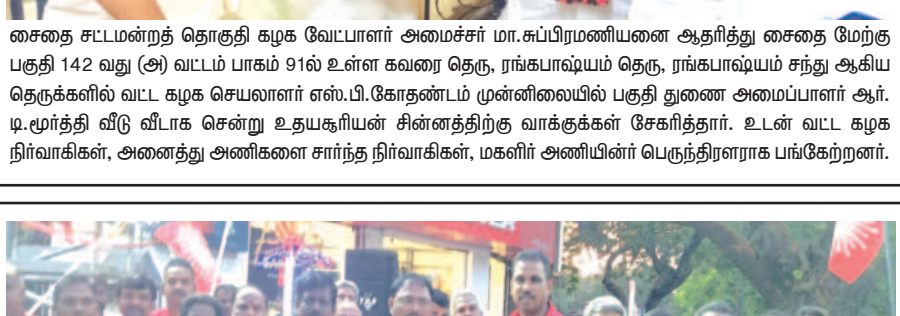 சைதை சட்டமன்றத் தொகுதி கழக வேட்பாளர் அமைச்சர் மா.சுப்பிரமணியனை ஆதரித்து சைதை மேற்கு
பகுதி 142 வது (அ) வட்டம் பாகம் 91ல் உள்ள கவரை தெரு, ரங்கபாஷ்யம் தெரு, ரங்கபாஷ்யம் சந்து ஆகிய
தெருக்களில் வட்ட கழக செயலாளர் எஸ்.பி.கோதண்டம் முன்னிலையில் பகுதி துணை அமைப்பாளர் ஆர்.
டி.மூர்த்தி வீடு வீடாக சென்று உதயசூரியன் சின்னத்திற்கு வாக்குக்கள் சேகரித்தார். உடன் வட்ட கழக
நிர்வாகிகள், அனைத்து அணிகளை சார்ந்த நிர்வாகிகள், மகளிர் அணியின்ர் பெருந்திரளராக பங்கேற்றனர்.